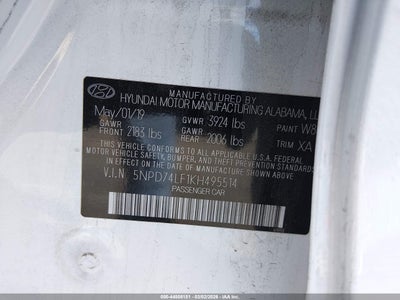 MANUFACTURED BY
HYUNDAI MOTOR MANUFACTURING ALABAMA, LL
May/01/19 GVWR 3924 lbs PAINT W8
GAWR FRONT 2183 lbs GAWR REAR 2006 lbs TRIM XA
THIS VEHICLE CONFORMS TO ALL APPLICABLE U.S.A FEDERAL
MOTOR VEHICLE SAFETY, BUMPER, AND THEFT PREVENTION STANDARDS
IN EFFECT ON THE DATE OF MANUFACTURE SHOWN ABOVE.
V.I.N 5NPD74LF1KH495514
PASSENGER CAR